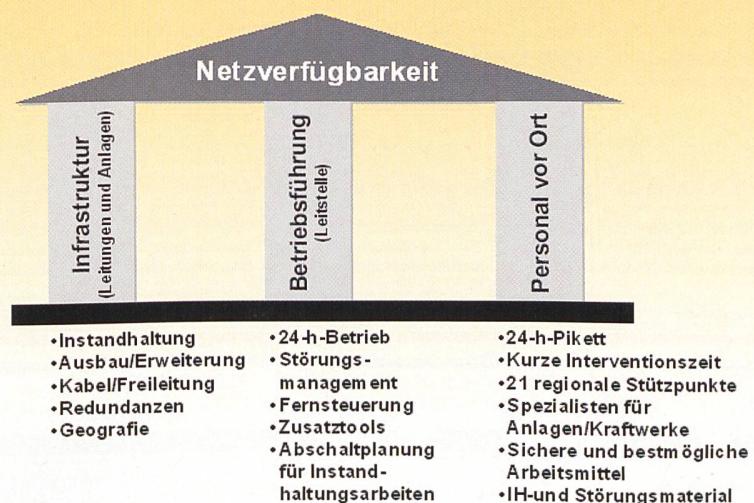 Netzverfügbarkeit
Infrastruktur
(Leitungen und Anlagen)
Betriebsführung
(Leitstelle)
Personal vor Ort
•Instandhaltung
•Ausbau/Erweiterung
•Kabel/Freileitung
•Redundanzen
•Geografie
•24-h-Betrieb
•Störungs-
management
•Fernsteuerung
•Zusatztools
•Abschaltplanung
für Instand-
haltungsarbeiten
•24-h-Pikett
•Kurze Interventionszeit
•21 regionale Stützpunkte
•Spezialisten für
Anlagen/Kraftwerke
•Sichere und bestmögliche
Arbeitsmittel
•IH-und Störungsmaterial